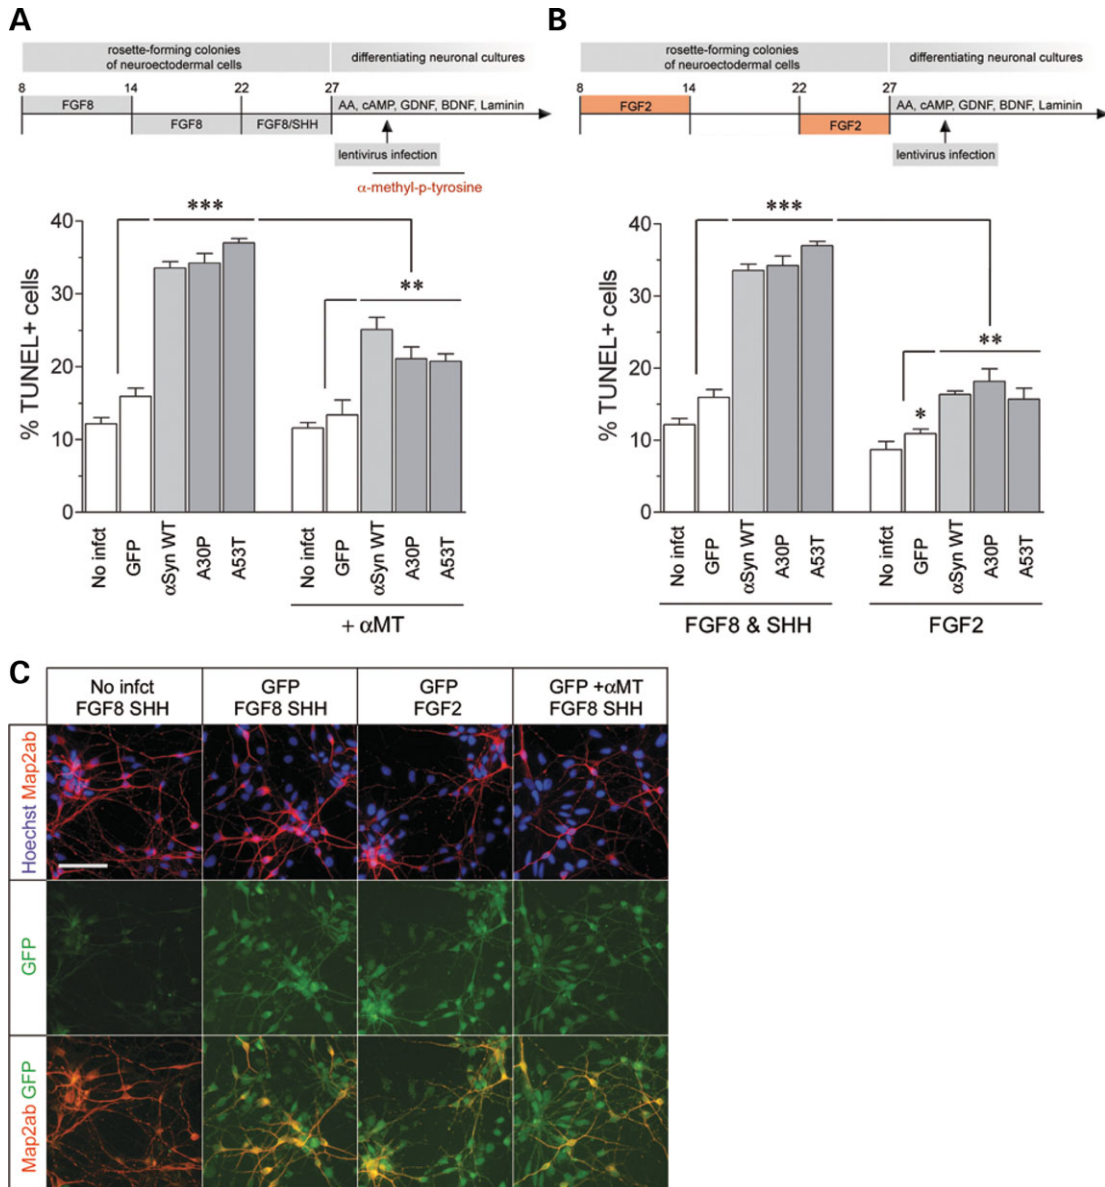 A
rosette-forming colonies
of neuroectodermal cells
differentiating neuronal cultures
8
14
22
27
FGF8
AA, cAMP, GDNF, BDNF, Laminin
FGF8
FGF8/SHH
lentivirus infection
α-methyl-p-tyrosine
% TUNEL+ cells
40
30
20
10
0
***
**
No infct
GFP
αSyn WT
A30P
A53T
No infct
GFP
αSyn WT
A30P
A53T
+ αMT
B
rosette-forming colonies
of neuroectodermal cells
differentiating neuronal cultures
8
14
22
27
FGF2
AA, cAMP, GDNF, BDNF, Laminin
FGF2
lentivirus infection
% TUNEL+ cells
40
30
20
10
0
***
**
*
No infct
GFP
αSyn WT
A30P
A53T
No infct
GFP
αSyn WT
A30P
A53T
FGF8 & SHH
FGF2
C
No infct
FGF8 SHH
GFP
FGF8 SHH
GFP
FGF2
GFP +αMT
FGF8 SHH
Hoechst Map2ab
GFP
Map2ab GFP